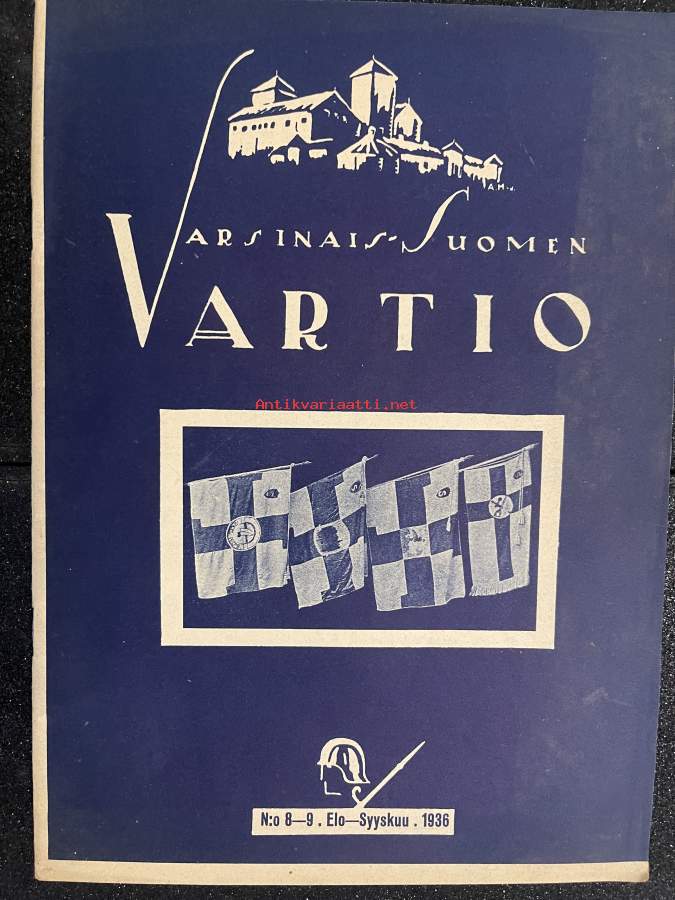 A.H-J.
VARSINAIS-SUOMEN
VARTIO
Antikvariaatti.net
N:o 8—9 . Elo—Syyskuu . 1936